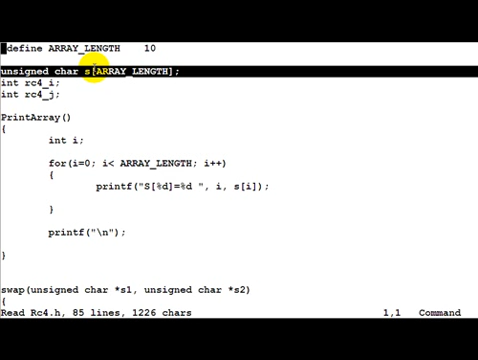 define ARRAY_LENGTH 10
unsigned char s[ARRAY_LENGTH];
int rc4_i;
int rc4_j;
PrintArray()
{
int i;
for(i=0; i< ARRAY_LENGTH; i++)
{
printf("S[%d]=%d ", i, s[i]);
}
printf("\n");
}
swap(unsigned char *s1, unsigned char *s2)
{
Read Rc4.h, 85 lines, 1226 chars 1,1 Command